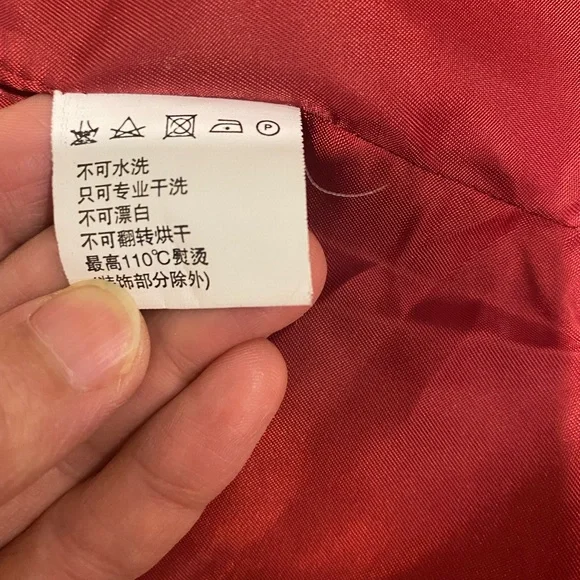 P
不可水洗
只可专业干洗
不可漂白
不可翻转烘干
最高110℃熨烫
装饰部分除外)